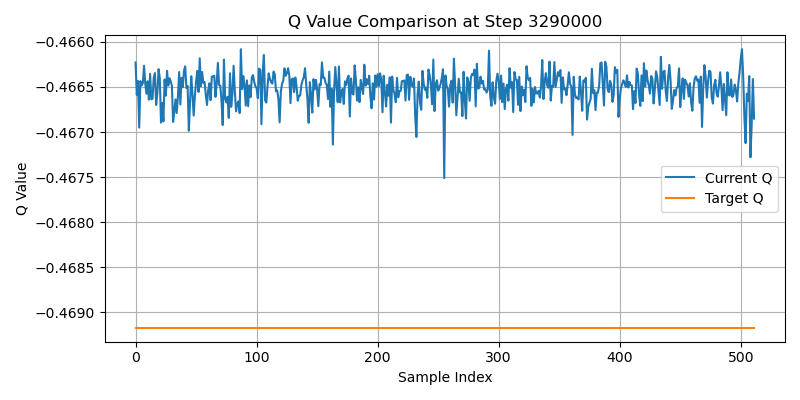 Q Value Comparison at Step 3290000
−0.4660
−0.4665
−0.4670
−0.4675
−0.4680
−0.4685
−0.4690
Q Value
Current Q
Target Q
0 100 200 300 400 500
Sample Index